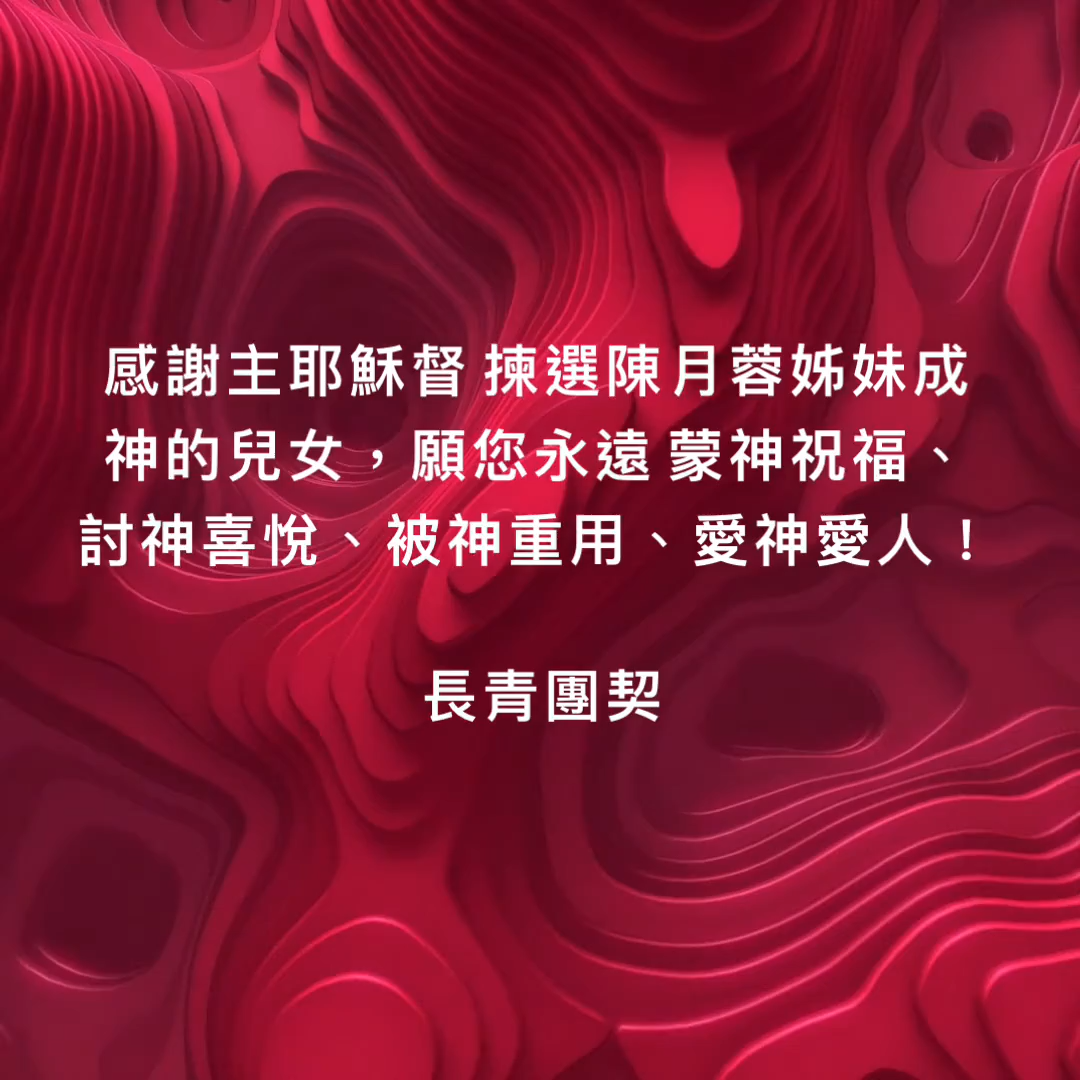 感謝主耶穌督 揀選陳月蓉姊妹成
神的兒女，願您永遠 蒙神祝福、
討神喜悅、被神重用、愛神愛人！
長青團契